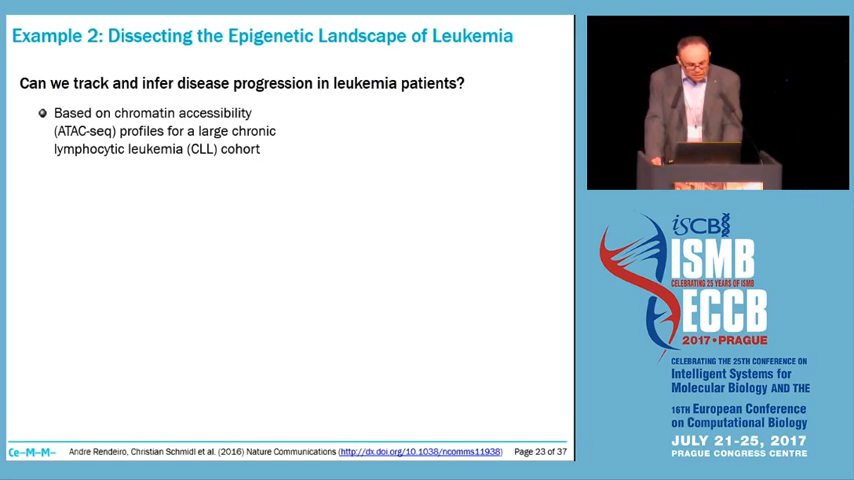 Example 2: Dissecting the Epigenetic Landscape of Leukemia
Can we track and infer disease progression in leukemia patients?
Based on chromatin accessibility
(ATAC-seq) profiles for a large chronic
lymphocytic leukemia (CLL) cohort
Ce-M-M-
Andre Rendeiro, Christian Schmidl et al. (2016) Nature Communications (http://dx.doi.org/10.1038/ncomms11938)
Page 23 of 37
iSCB
ISMB
CELEBRATING 25 YEARS OF ISMB
ECCB
2017 • PRAGUE
CELEBRATING THE 25TH CONFERENCE ON
Intelligent Systems for
Molecular Biology AND THE
16TH European Conference
on Computational Biology
JULY 21-25, 2017
PRAGUE CONGRESS CENTRE